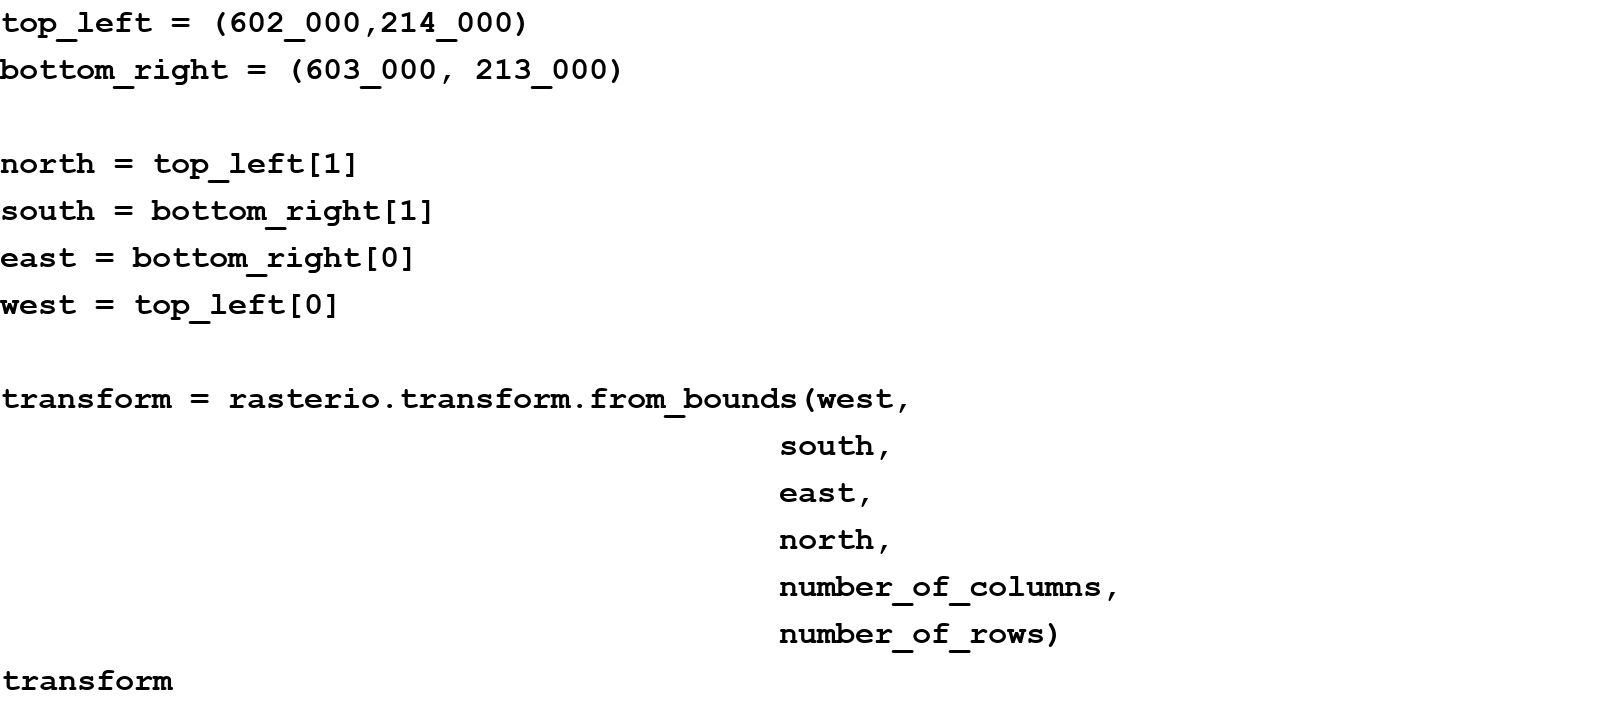 top_left = (602_000,214_000)
bottom_right = (603_000, 213_000)

north = top_left[1]
south = bottom_right[1]
east = bottom_right[0]
west = top_left[0]

transform = rasterio.transform.from_bounds(west,
                                         south,
                                         east,
                                         north,
                                         number_of_columns,
                                         number_of_rows)
transform